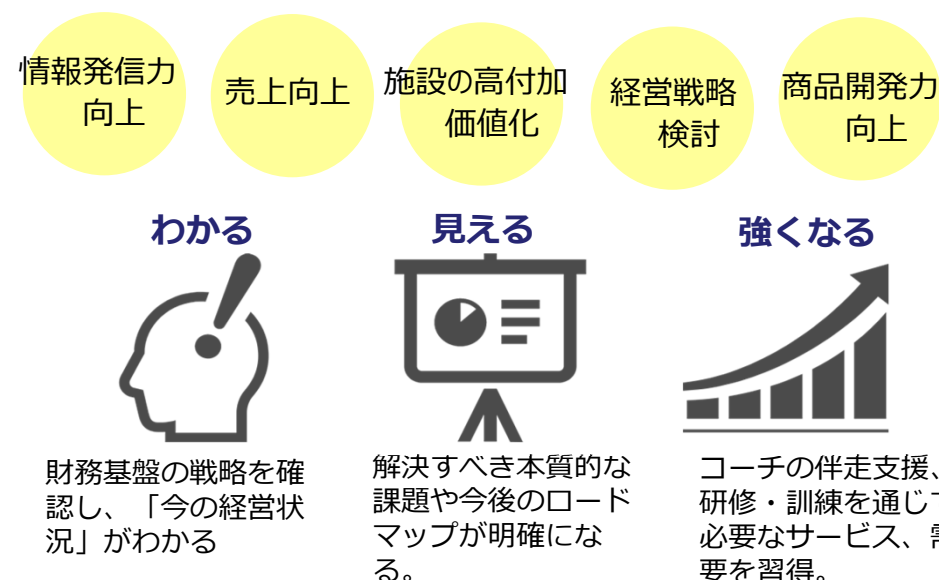 情報発信力
向上
売上向上
施設の高付加
価値化
経営戦略
検討
商品開発力
向上
わかる
見える
強くなる
財務基盤の戦略を確
認し、「今の経営状
況」がわかる
解決すべき本質的な
課題や今後のロード
マップが明確にな
る。
コーチの伴走支援、
研修・訓練を通じて
必要なサービス、需
要を習得。